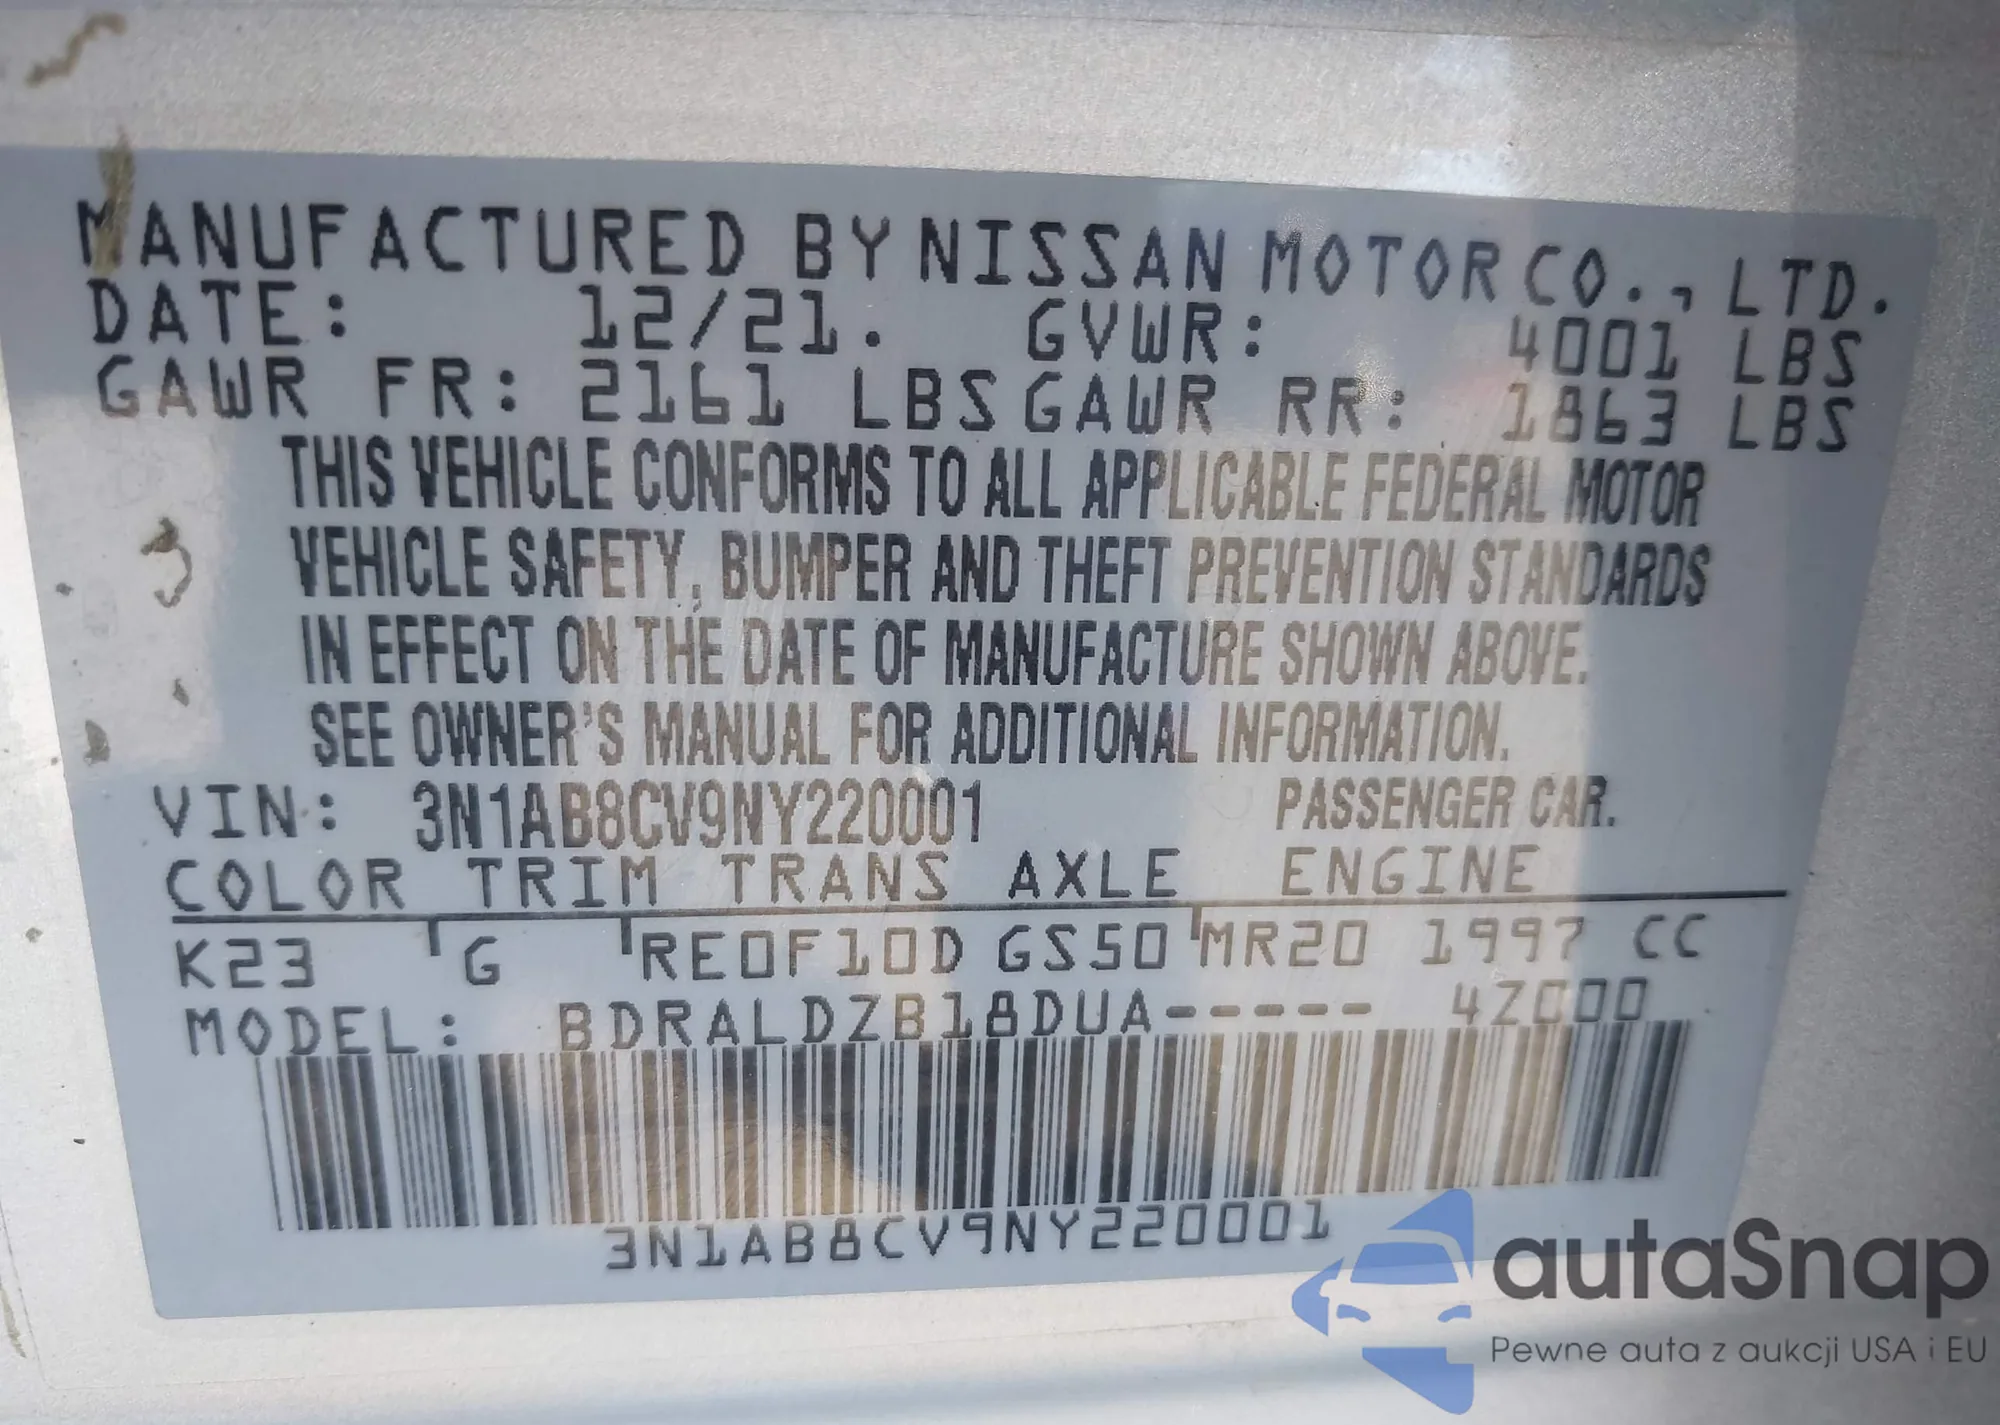 MANUFACTURED BY NISSAN MOTOR CO., LTD.
DATE: 12/21. GVWR: 4001 LBS
GAWR FR: 2161 LBS GAWR RR: 1863 LBS
THIS VEHICLE CONFORMS TO ALL APPLICABLE FEDERAL MOTOR
VEHICLE SAFETY, BUMPER AND THEFT PREVENTION STANDARDS
IN EFFECT ON THE DATE OF MANUFACTURE SHOWN ABOVE.
SEE OWNER'S MANUAL FOR ADDITIONAL INFORMATION.
VIN: 3N1AB8CV9NY220001 PASSENGER CAR.
COLOR TRIM TRANS AXLE ENGINE
K23 G RE0F10D GS50 MR20 1997 CC
MODEL: BDRALDZB18DUA----- 4Z000
3N1AB8CV9NY220001
autaSnap
Pewne auta z aukcji USA i EU